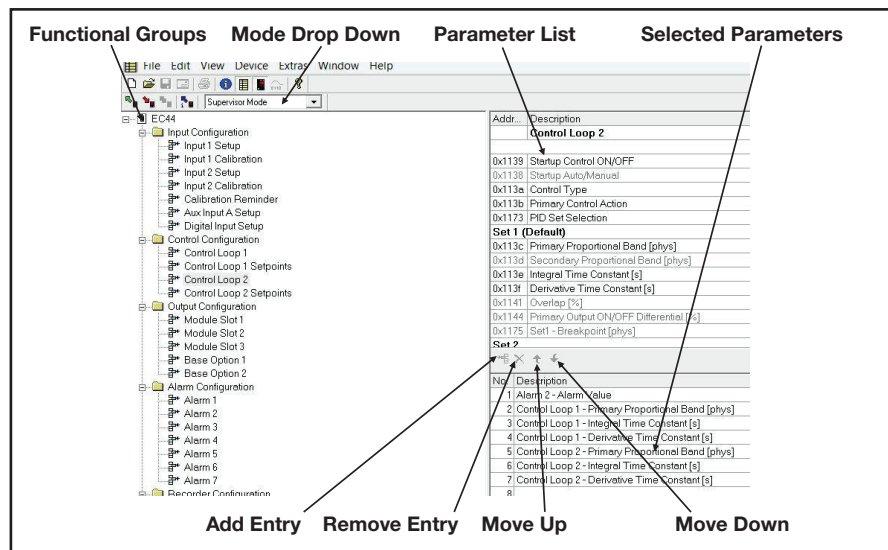 Functional Groups Mode Drop Down Parameter List Selected Parameters
File Edit View Device Extras Window Help
Supervisor Mode
EC44
Input Configuration
Input 1 Setup
Input 1 Calibration
Input 2 Setup
Input 2 Calibration
Calibration Reminder
Aux Input A Setup
Digital Input Setup
Control Configuration
Control Loop 1
Control Loop 1 Setpoints
Control Loop 2
Control Loop 2 Setpoints
Output Configuration
Module Slot 1
Module Slot 2
Module Slot 3
Base Option 1
Base Option 2
Alarm Configuration
Alarm 1
Alarm 2
Alarm 3
Alarm 4
Alarm 5
Alarm 6
Alarm 7
Recorder Configuration
Addr... Description
Control Loop 2
0x1139 Startup Control ON/OFF
0x1138 Startup Auto/Manual
0x113a Control Type
0x113b Primary Control Action
0x1173 PID Set Selection
Set 1 (Default)
0x113c Primary Proportional Band [phys]
0x113d Secondary Proportional Band [phys]
0x113e Integral Time Constant [s]
0x113f Derivative Time Constant [s]
0x1141 Overlap [%]
0x1144 Primary Output ON/OFF Differential [%]
0x1175 Set1 - Breakpoint [phys]
Set 2
No. Description
1 Alarm 2 - Alarm Value
2 Control Loop 1 - Primary Proportional Band [phys]
3 Control Loop 1 - Integral Time Constant [s]
4 Control Loop 1 - Derivative Time Constant [s]
5 Control Loop 2 - Primary Proportional Band [phys]
6 Control Loop 2 - Integral Time Constant [s]
7 Control Loop 2 - Derivative Time Constant [s]
8
Add Entry Remove Entry Move Up Move Down